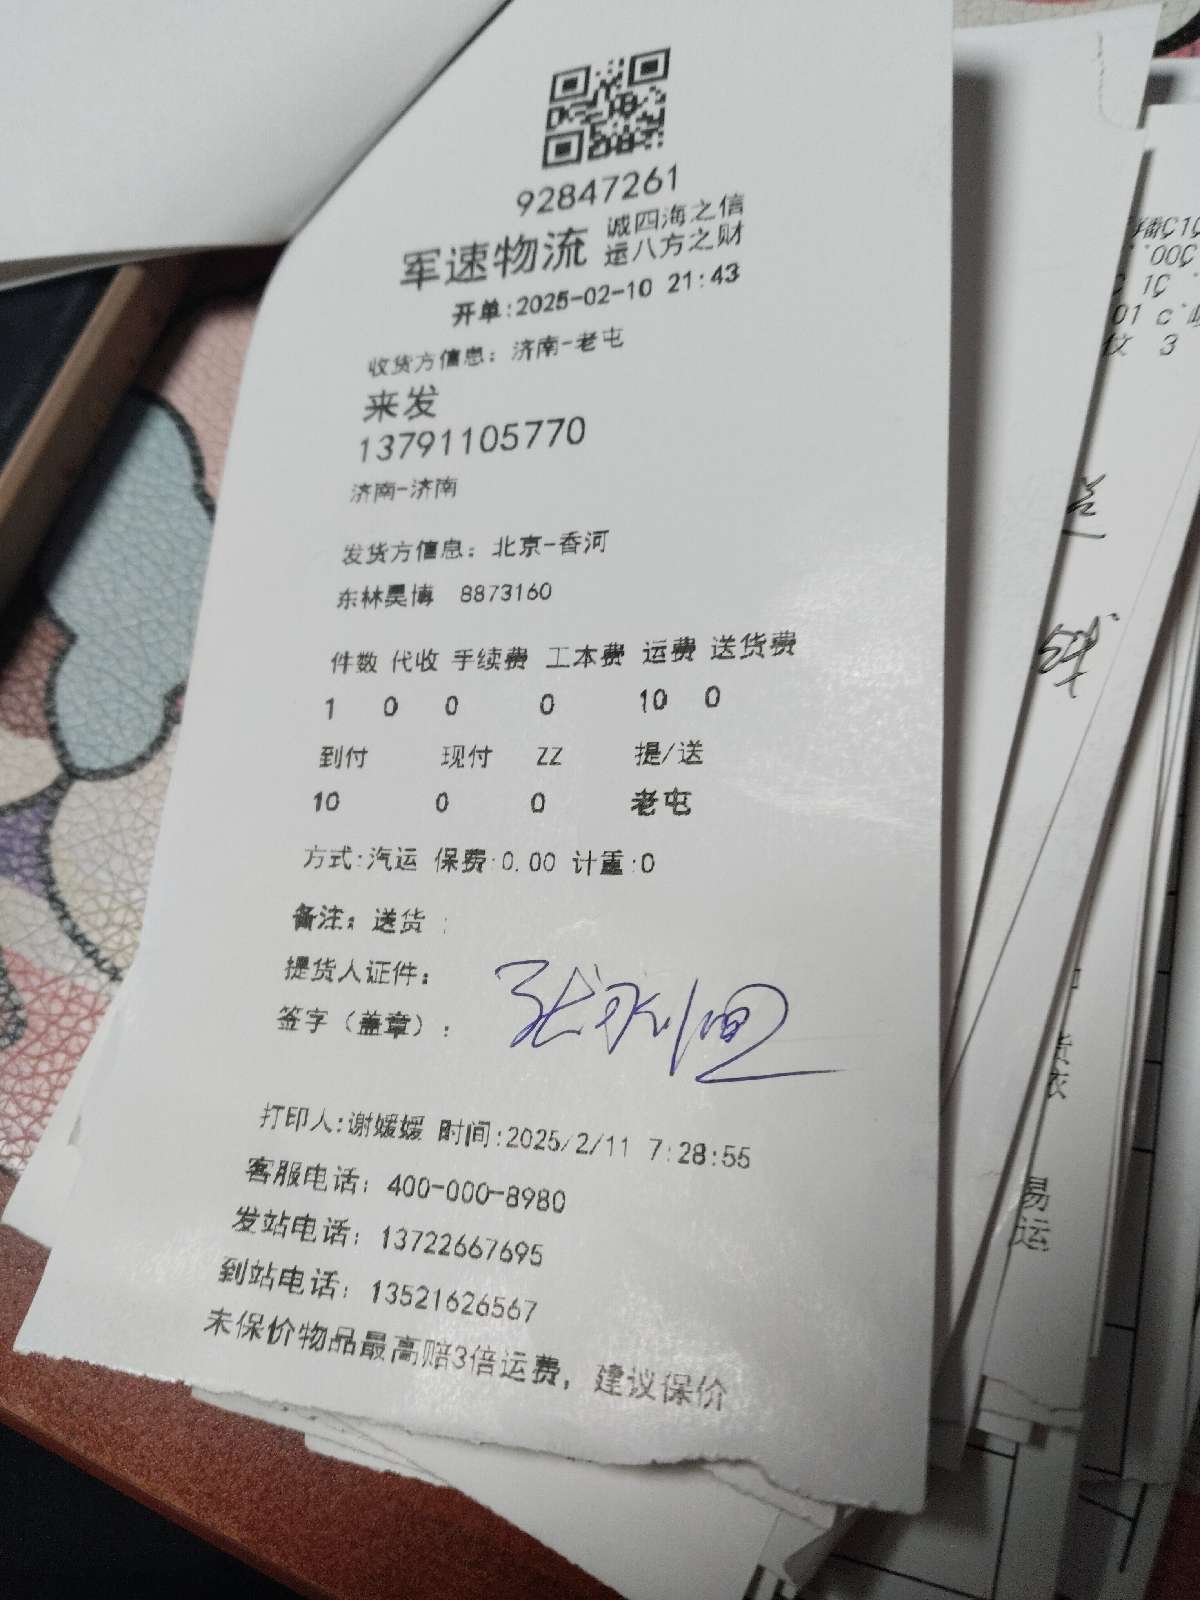 92847261
军速物流 诚四海之信
运八方之财
开单:2025-02-10 21:43
收货方信息：济南-老屯
来发
13791105770
济南-济南
发货方信息：北京-香河
东林昊博 8873160
件数 代收 手续费 工本费 运费 送货费
1 0 0 0 10 0
到付 现付 ZZ 提/送
10 0 0 老屯
方式:汽运 保费:0.00 计重:0
备注：送货 :
提货人证件：
签字（盖章）：
打印人:谢媛媛 时间:2025/2/11 7:28:55
客服电话：400-000-8980
发站电话：13722667695
到站电话：13521626567
未保价物品最高赔3倍运费，建议保价
易
运